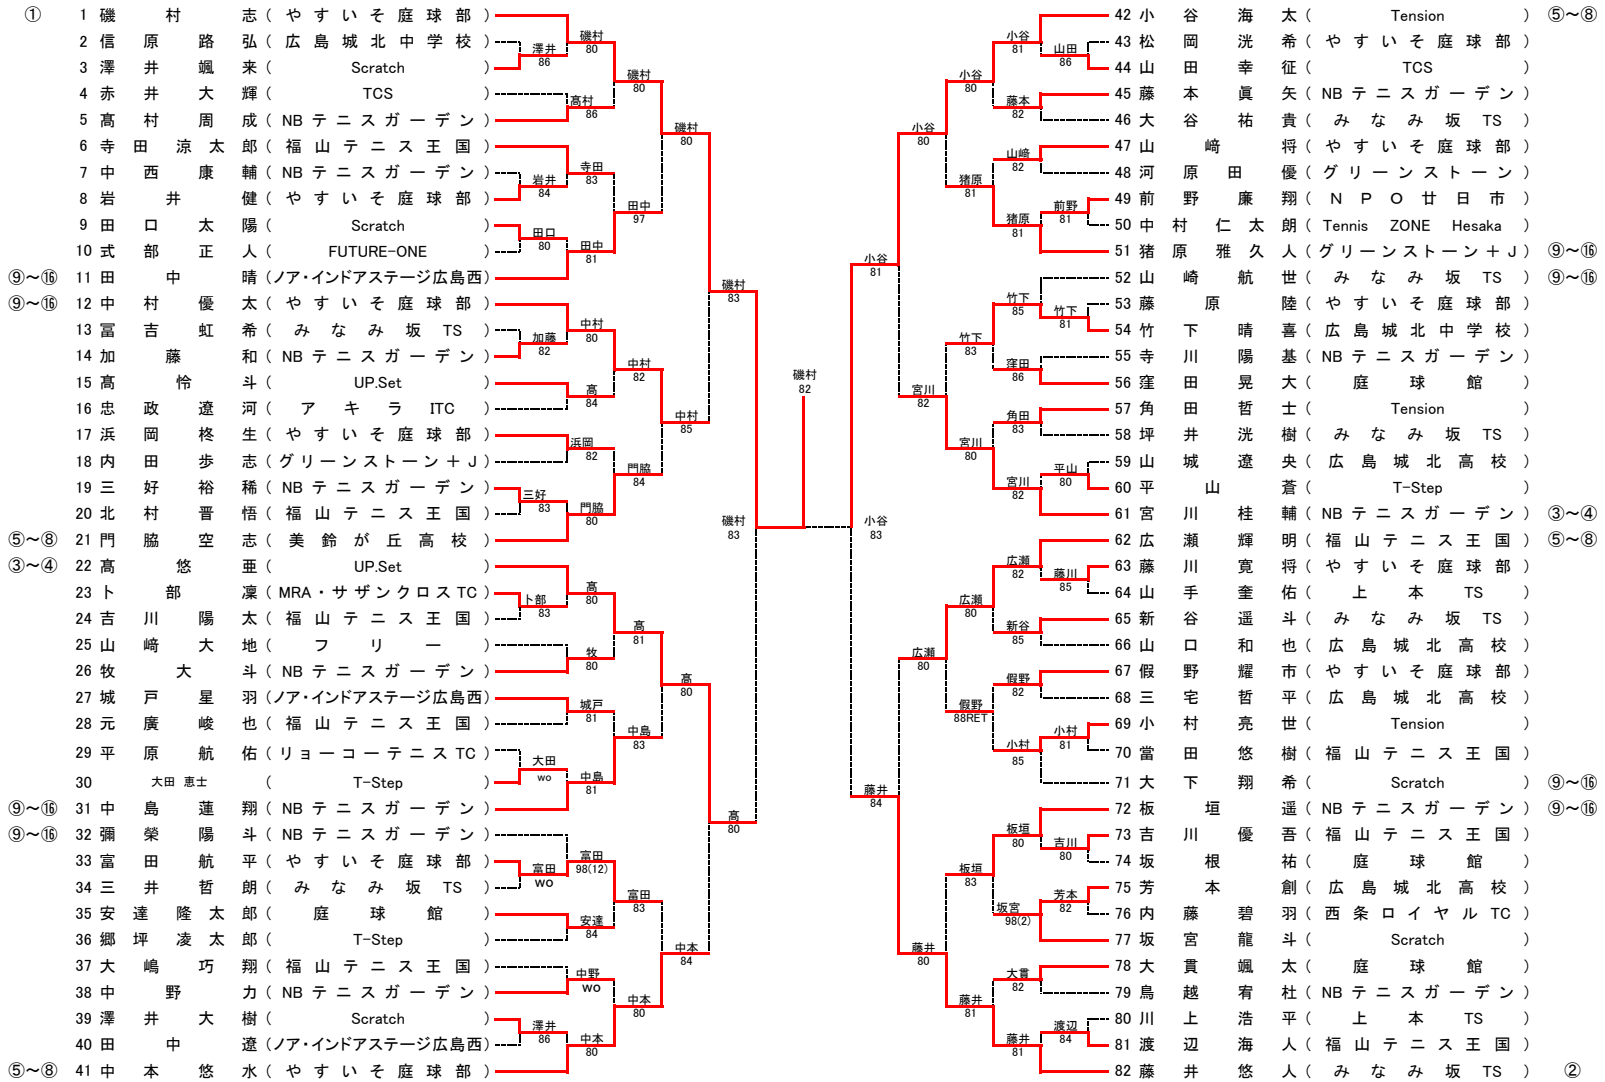 ① 1 磯村 志 ( やすいそ庭球部 )
2 信原路弘 ( 広島城北中学校 )
3 澤井颯来 ( Scratch )
4 赤井大輝 ( TCS )
5 髙村周成 ( NBテニスガーデン )
6 寺田涼太郎 ( 福山テニス王国 )
7 中西康輔 ( NBテニスガーデン )
8 岩井健 ( やすいそ庭球部 )
9 田口太陽 ( Scratch )
10 式部正人 ( FUTURE-ONE )
⑨～⑯ 11 田中晴 (ノア・インドアステージ広島西)
⑨～⑯ 12 中村優太 ( やすいそ庭球部 )
13 冨吉虹希 ( みなみ坂TS )
14 加藤和 ( NBテニスガーデン )
15 髙怜斗 ( UP.Set )
16 忠政遼河 ( アキラITC )
17 浜岡柊生 ( やすいそ庭球部 )
18 内田歩志 ( グリーンストーン＋J )
19 三好裕稀 ( NBテニスガーデン )
20 北村晋悟 ( 福山テニス王国 )
⑤～⑧ 21 門脇空志 ( 美鈴が丘高校 )
③～④ 22 髙悠亜 ( UP.Set )
23 卜部凜 ( MRA・サザンクロスTC )
24 吉川陽太 ( 福山テニス王国 )
25 山﨑大地 ( フリー )
26 牧大斗 ( NBテニスガーデン )
27 城戸星羽 (ノア・インドアステージ広島西)
28 元廣峻也 ( 福山テニス王国 )
29 平原航佑 ( リョーコーテニスTC )
30 大田 恵士 ( T-Step )
⑨～⑯ 31 中島蓮翔 ( NBテニスガーデン )
⑨～⑯ 32 彌榮陽斗 ( NBテニスガーデン )
33 富田航平 ( やすいそ庭球部 )
34 三井哲朗 ( みなみ坂TS )
35 安達隆太郎 ( 庭球館 )
36 郷坪凌太郎 ( T-Step )
37 大嶋巧翔 ( 福山テニス王国 )
38 中野力 ( NBテニスガーデン )
39 澤井大樹 ( Scratch )
40 田中遼 (ノア・インドアステージ広島西)
⑤～⑧ 41 中本悠水 ( やすいそ庭球部 )
澤井
86
髙村
86
岩井
84
田口
80
加藤
82
髙
84
浜岡
82
三好
83
卜部
83
牧
80
城戸
81
大田
wo
富田
WO
安達
84
中野
WO
澤井
86
磯村
80
寺田
83
田中
81
中村
80
門脇
80
髙
80
中島
81
富田
98(12)
中本
80
磯村
80
田中
97
中村
82
門脇
84
髙
81
中島
83
富田
83
中本
80
磯村
80
中村
85
髙
80
中本
84
磯村
83
髙
80
磯村
83
磯村
82
小谷
83
小谷
81
藤井
84
小谷
80
宮川
82
広瀬
80
藤井
80
小谷
80
猪原
81
竹下
83
宮川
80
広瀬
80
假野
88RET
板垣
83
藤井
81
小谷
81
藤本
82
山﨑
82
猪原
81
竹下
85
窪田
86
角田
83
宮川
82
広瀬
82
新谷
85
假野
82
小村
85
板垣
80
坂宮
98(2)
大貫
82
藤井
81
山田
86
前野
81
竹下
81
平山
80
藤川
85
小村
81
吉川
80
芳本
82
渡辺
84
42 小谷海太 ( Tension ) ⑤～⑧
43 松岡洸希 ( やすいそ庭球部 )
44 山田幸征 ( TCS )
45 藤本眞矢 ( NBテニスガーデン )
46 大谷祐貴 ( みなみ坂TS )
47 山﨑将 ( やすいそ庭球部 )
48 河原田優 ( グリーンストーン )
49 前野廉翔 ( NPO廿日市 )
50 中村仁太朗 ( Tennis ZONE Hesaka )
51 猪原雅久人 ( グリーンストーン＋J ) ⑨～⑯
52 山崎航世 ( みなみ坂TS ) ⑨～⑯
53 藤原陸 ( やすいそ庭球部 )
54 竹下晴喜 ( 広島城北中学校 )
55 寺川陽基 ( NBテニスガーデン )
56 窪田晃大 ( 庭球館 )
57 角田哲士 ( Tension )
58 坪井洸樹 ( みなみ坂TS )
59 山城遼央 ( 広島城北高校 )
60 平山蒼 ( T-Step )
61 宮川桂輔 ( NBテニスガーデン ) ③～④
62 広瀬輝明 ( 福山テニス王国 ) ⑤～⑧
63 藤川寛将 ( やすいそ庭球部 )
64 山手奎佑 ( 上本TS )
65 新谷遥斗 ( みなみ坂TS )
66 山口和也 ( 広島城北高校 )
67 假野耀市 ( やすいそ庭球部 )
68 三宅哲平 ( 広島城北高校 )
69 小村亮世 ( Tension )
70 當田悠樹 ( 福山テニス王国 )
71 大下翔希 ( Scratch ) ⑨～⑯
72 板垣遥 ( NBテニスガーデン ) ⑨～⑯
73 吉川優吾 ( 福山テニス王国 )
74 坂根祐 ( 庭球館 )
75 芳本創 ( 広島城北高校 )
76 内藤碧羽 ( 西条ロイヤルTC )
77 坂宮龍斗 ( Scratch )
78 大貫颯太 ( 庭球館 )
79 鳥越宥杜 ( NBテニスガーデン )
80 川上浩平 ( 上本TS )
81 渡辺海人 ( 福山テニス王国 )
82 藤井悠人 ( みなみ坂TS ) ②